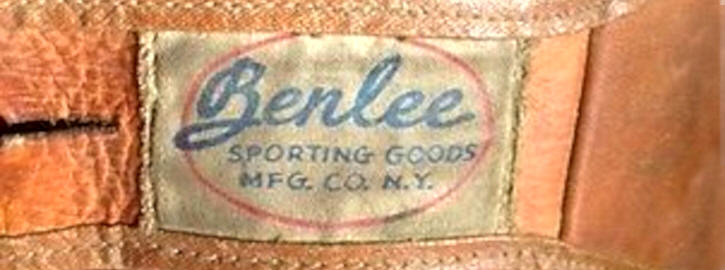 Benlee
SPORTING GOODS
MFG. CO. N.Y.